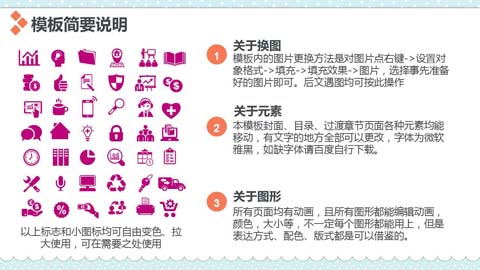 模板简要说明
1
关于换图
模板内的图片更换方法是对图片点右键->设置对
象格式->填充->填充效果->图片，选择事先准备
好的图片即可。后文遇图均可按此操作
2
关于元素
本模板封面、目录、过渡章节页面各种元素均能
移动，有文字的地方全部可以更改，字体为微软
雅黑，如缺字体请百度自行下载。
3
关于图形
所有页面均有动画，且所有图形都能编辑动画，
颜色，大小等，不一定每个图形都能用上，但是
表达方式、配色、版式都是可以借鉴的。
以上标志和小图标均可自由变色、拉
大使用，可在需要之处使用